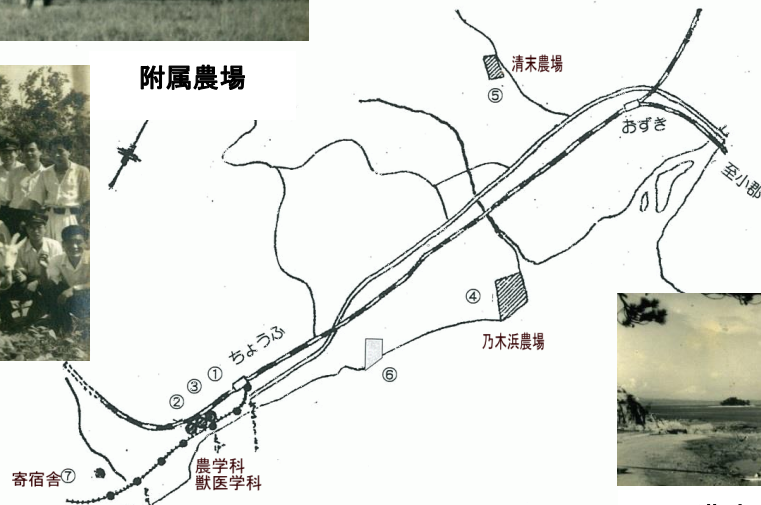 附属農場
清末農場
⑤
おずき
至小郡
④
乃木浜農場
⑥
ちょうふ
① 
③
②
農学科
獣医学科
寄宿舎⑦